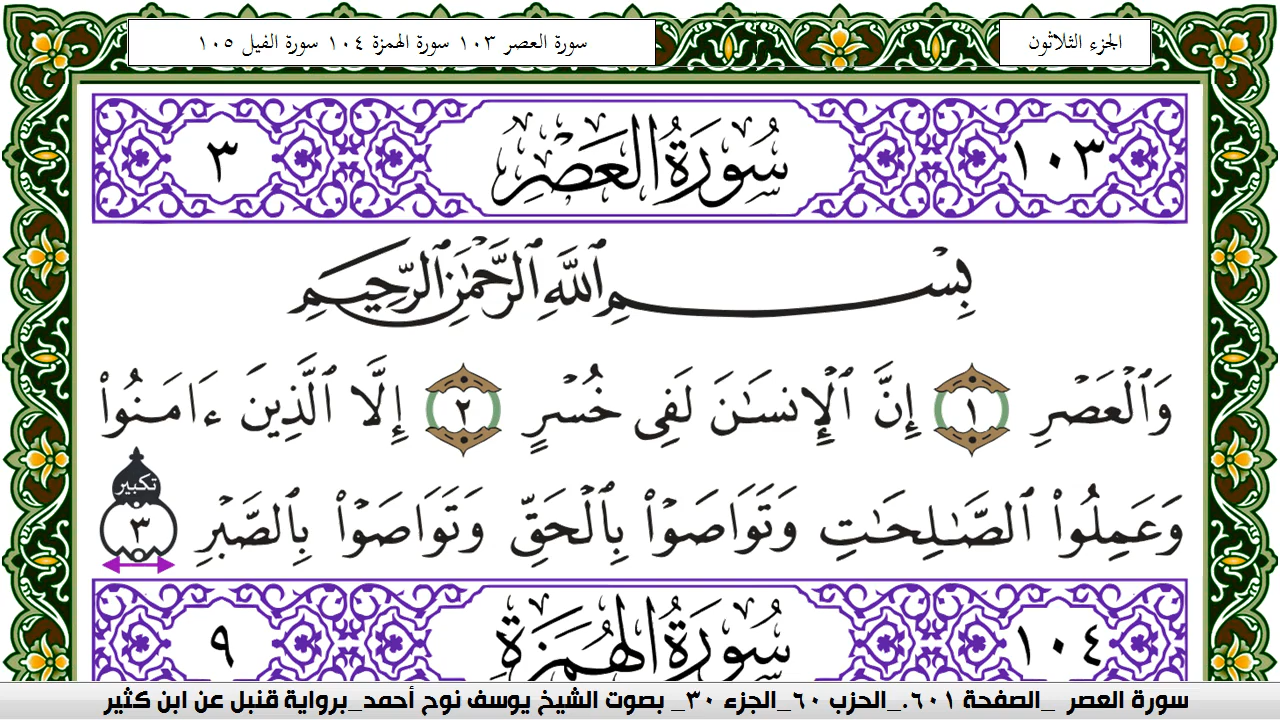 الجزء الثلاثون
سورة العصر ١٠٣ سورة الهمزة ١٠٤ سورة الفيل ١٠٥
١٠٣ سُورَةُ العَصْرِ ٣
بِسْمِ ٱللَّهِ ٱلرَّحْمَٰنِ ٱلرَّحِيمِ
وَٱلْعَصْرِ ١ إِنَّ ٱلْإِنسَٰنَ لَفِى خُسْرٍ ٢ إِلَّا ٱلَّذِينَ ءَامَنُوا۟
وَعَمِلُوا۟ ٱلصَّٰلِحَٰتِ وَتَوَاصَوْا۟ بِٱلْحَقِّ وَتَوَاصَوْا۟ بِٱلصَّبْرِ ٣ تكبير
١٠٤ سُورَةُ الهُمَزَةِ ٩
سورة العصر _الصفحة ٦٠١._الحزب ٦٠_الجزء ٣٠_ بصوت الشيخ يوسف نوح أحمد_برواية قنبل عن ابن كثير